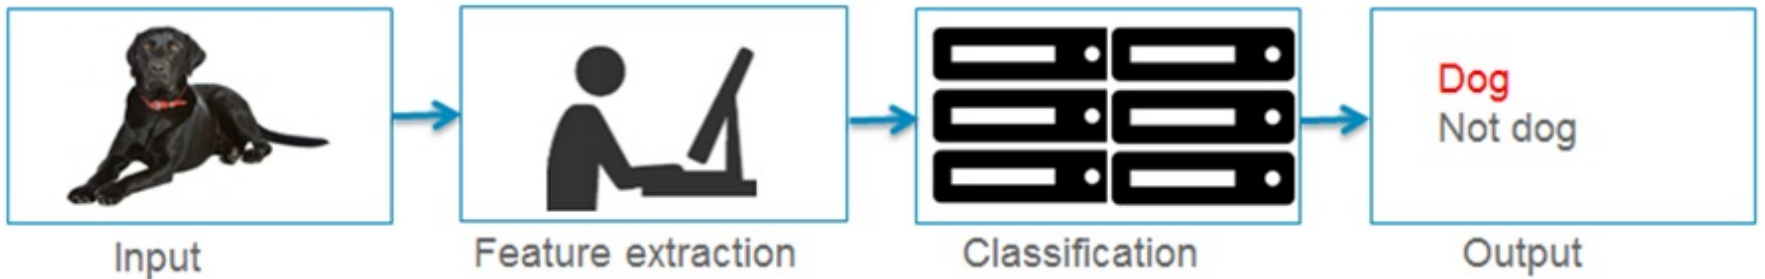 Dog
Not dog
Input
Feature extraction
Classification
Output